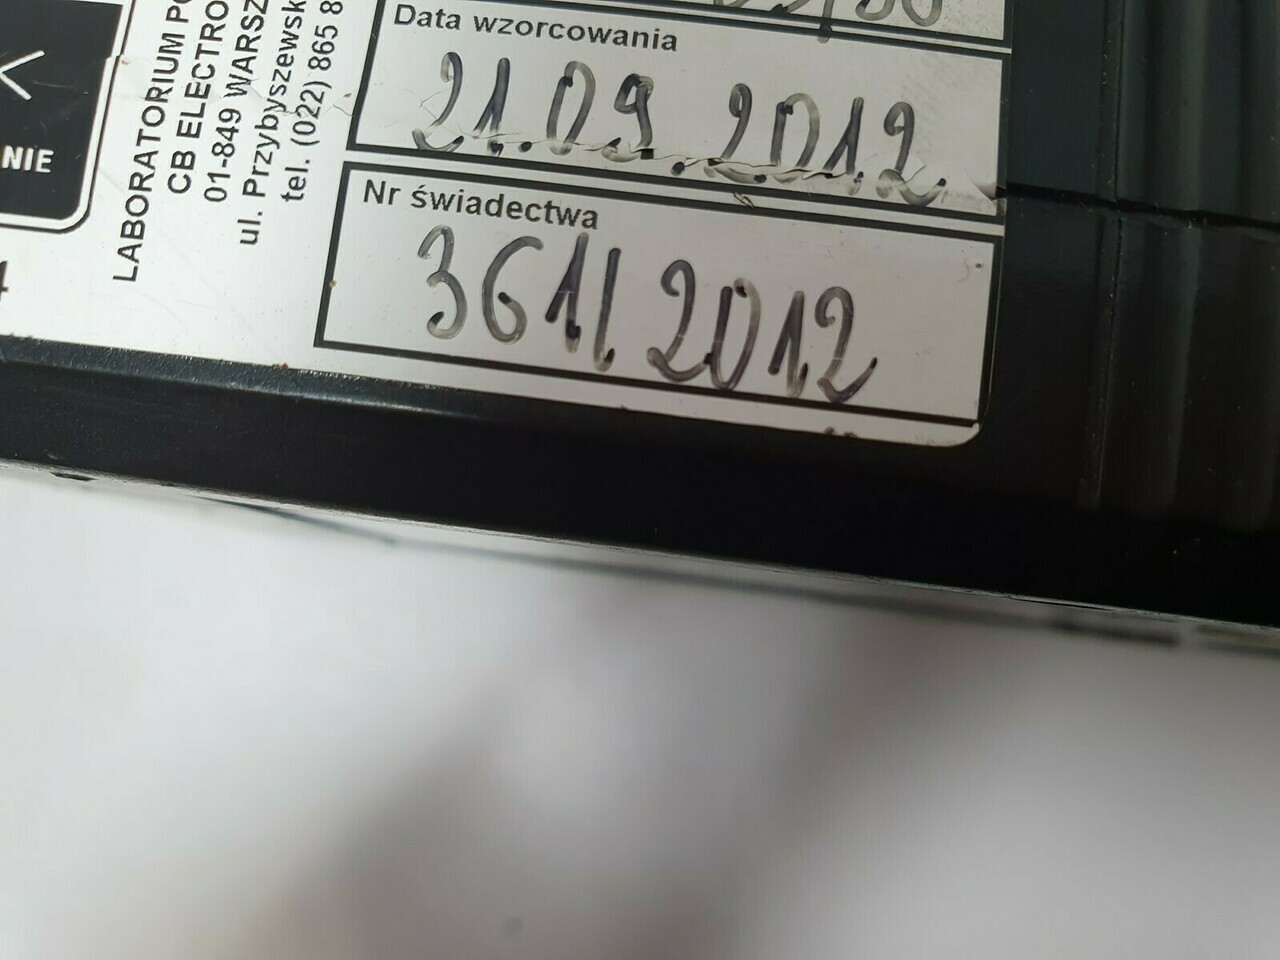 NIE
LABORATORIUM
CB ELECTRO
01-849 WARSZ
ul. Przybyszewsk
tel. (022) 865 8
Data wzorcowania
21.09.2012
Nr świadectwa
361/2012